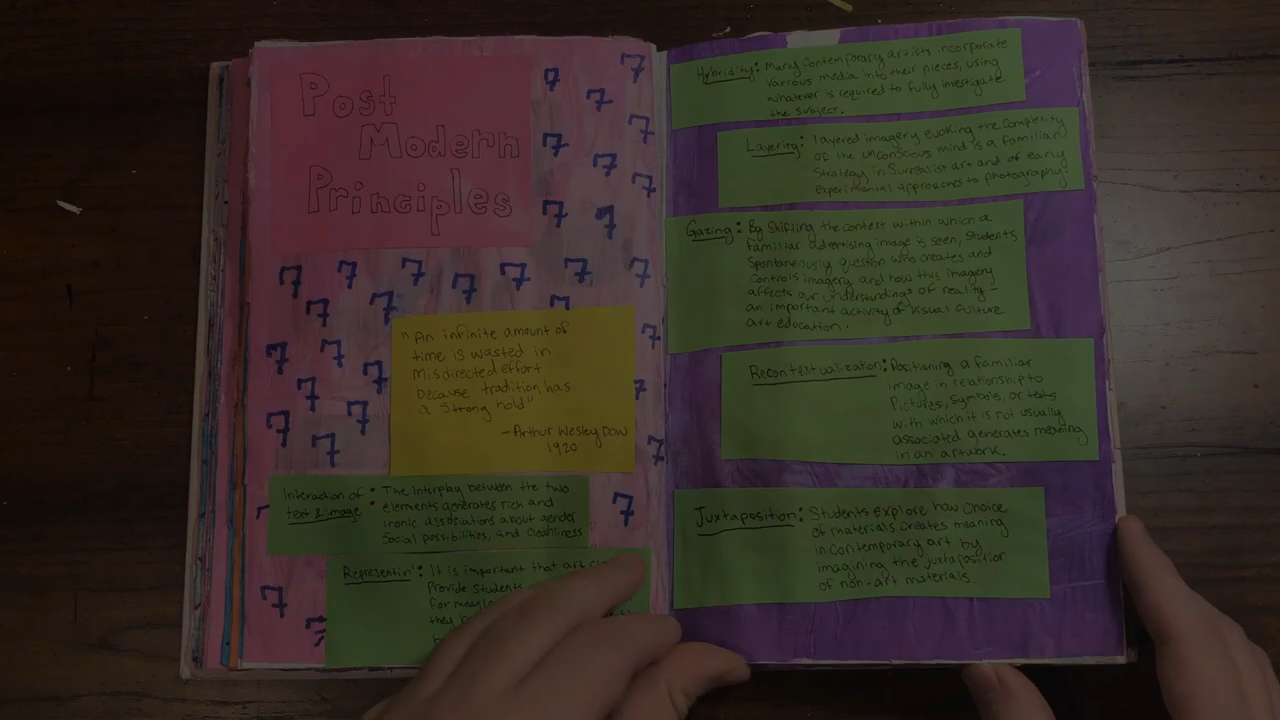 Post
Modern
Principles
"An infinite amount of
time is wasted in
misdirected effort
because tradition has
a strong hold"
-Arthur Wesley Dow
1920
Interaction of text & image: The interplay between the two
elements generates rich and
ironic associations about gender
social possibilities, and cleanliness
Representin': It is important that art
provide students
for
they
Hybridity: Many contemporary artists incorporate
various media into their pieces, using
whatever is required to fully investigate
the subject.
Layering: layered imagery evoking the complexity
of the unconscious mind is a familiar
strategy in Surrealist art and of early
experimental approaches to photography.
Gazing: By Shifting the context within which a
familiar advertising image is seen, students
spontaneously question who creates and
controls imagery and how this imagery
affects our understandings of reality-
an important activity of visual culture
art education.
Recontextualization: Positioning a familiar
image in relationship to
pictures, symbols, or texts
with which it is not usually
associated generates meaning
in an artwork.
Juxtaposition: Students explore how choice
of materials creates meaning
in contemporary art by
imagining the juxtaposition
of non-art materials.